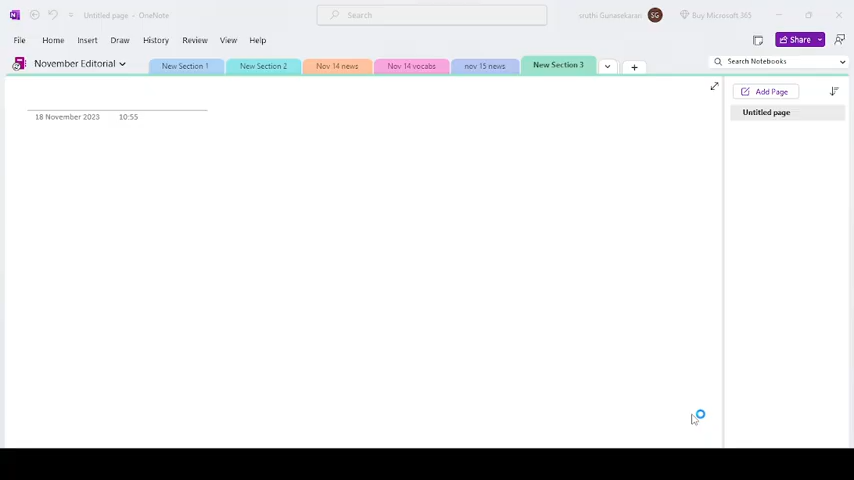 Untitled page - OneNote
Search
sruthi Gunasekaran
SG
Buy Microsoft 365
File Home Insert Draw History Review View Help
Share
November Editorial
New Section 1
New Section 2
Nov 14 news
Nov 14 vocabs
nov 15 news
New Section 3
Search Notebooks
Add Page
Untitled page
18 November 2023 10:55